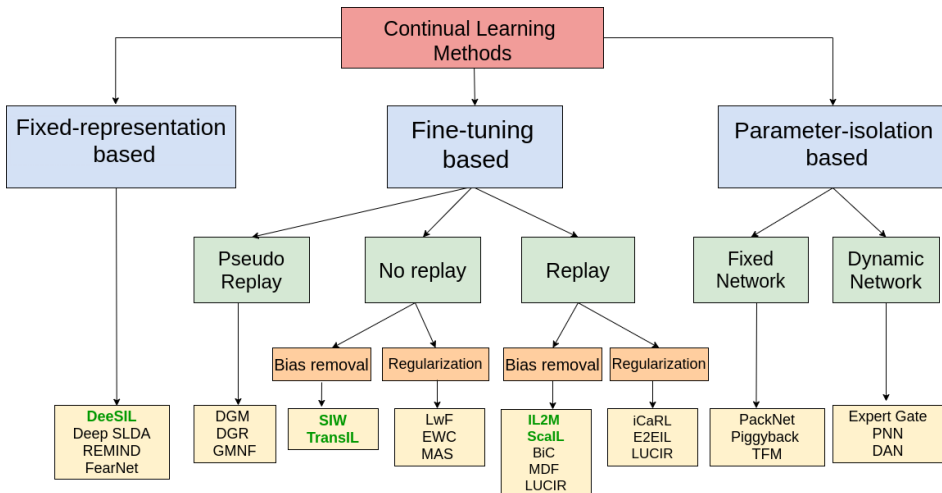 Continual Learning
Methods
Fixed-representation
based
Fine-tuning
based
Parameter-isolation
based
Pseudo
Replay
No replay
Replay
Fixed
Network
Dynamic
Network
Bias removal
Regularization
Bias removal
Regularization
DeeSIL
Deep SLDA
REMIND
FearNet
DGM
DGR
GMNF
SIW
TransIL
LwF
EWC
MAS
IL2M
ScaIL
BiC
MDF
LUCIR
iCaRL
E2EIL
LUCIR
PackNet
Piggyback
TFM
Expert Gate
PNN
DAN